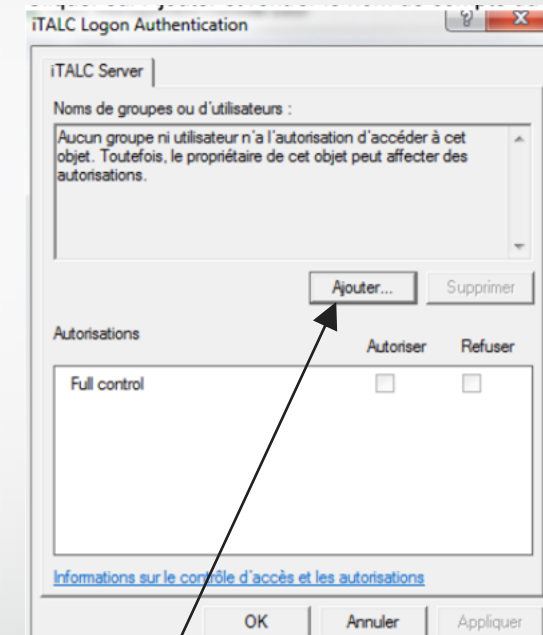 iTALC Logon Authentication
iTALC Server
Noms de groupes ou d'utilisateurs :
Aucun groupe ni utilisateur n'a l'autorisation d'accéder à cet
objet. Toutefois, le propriétaire de cet objet peut affecter des
autorisations.
Ajouter... Supprimer
Autorisations Autoriser Refuser
Full control
Informations sur le contrôle d'accès et les autorisations
OK Annuler Appliquer